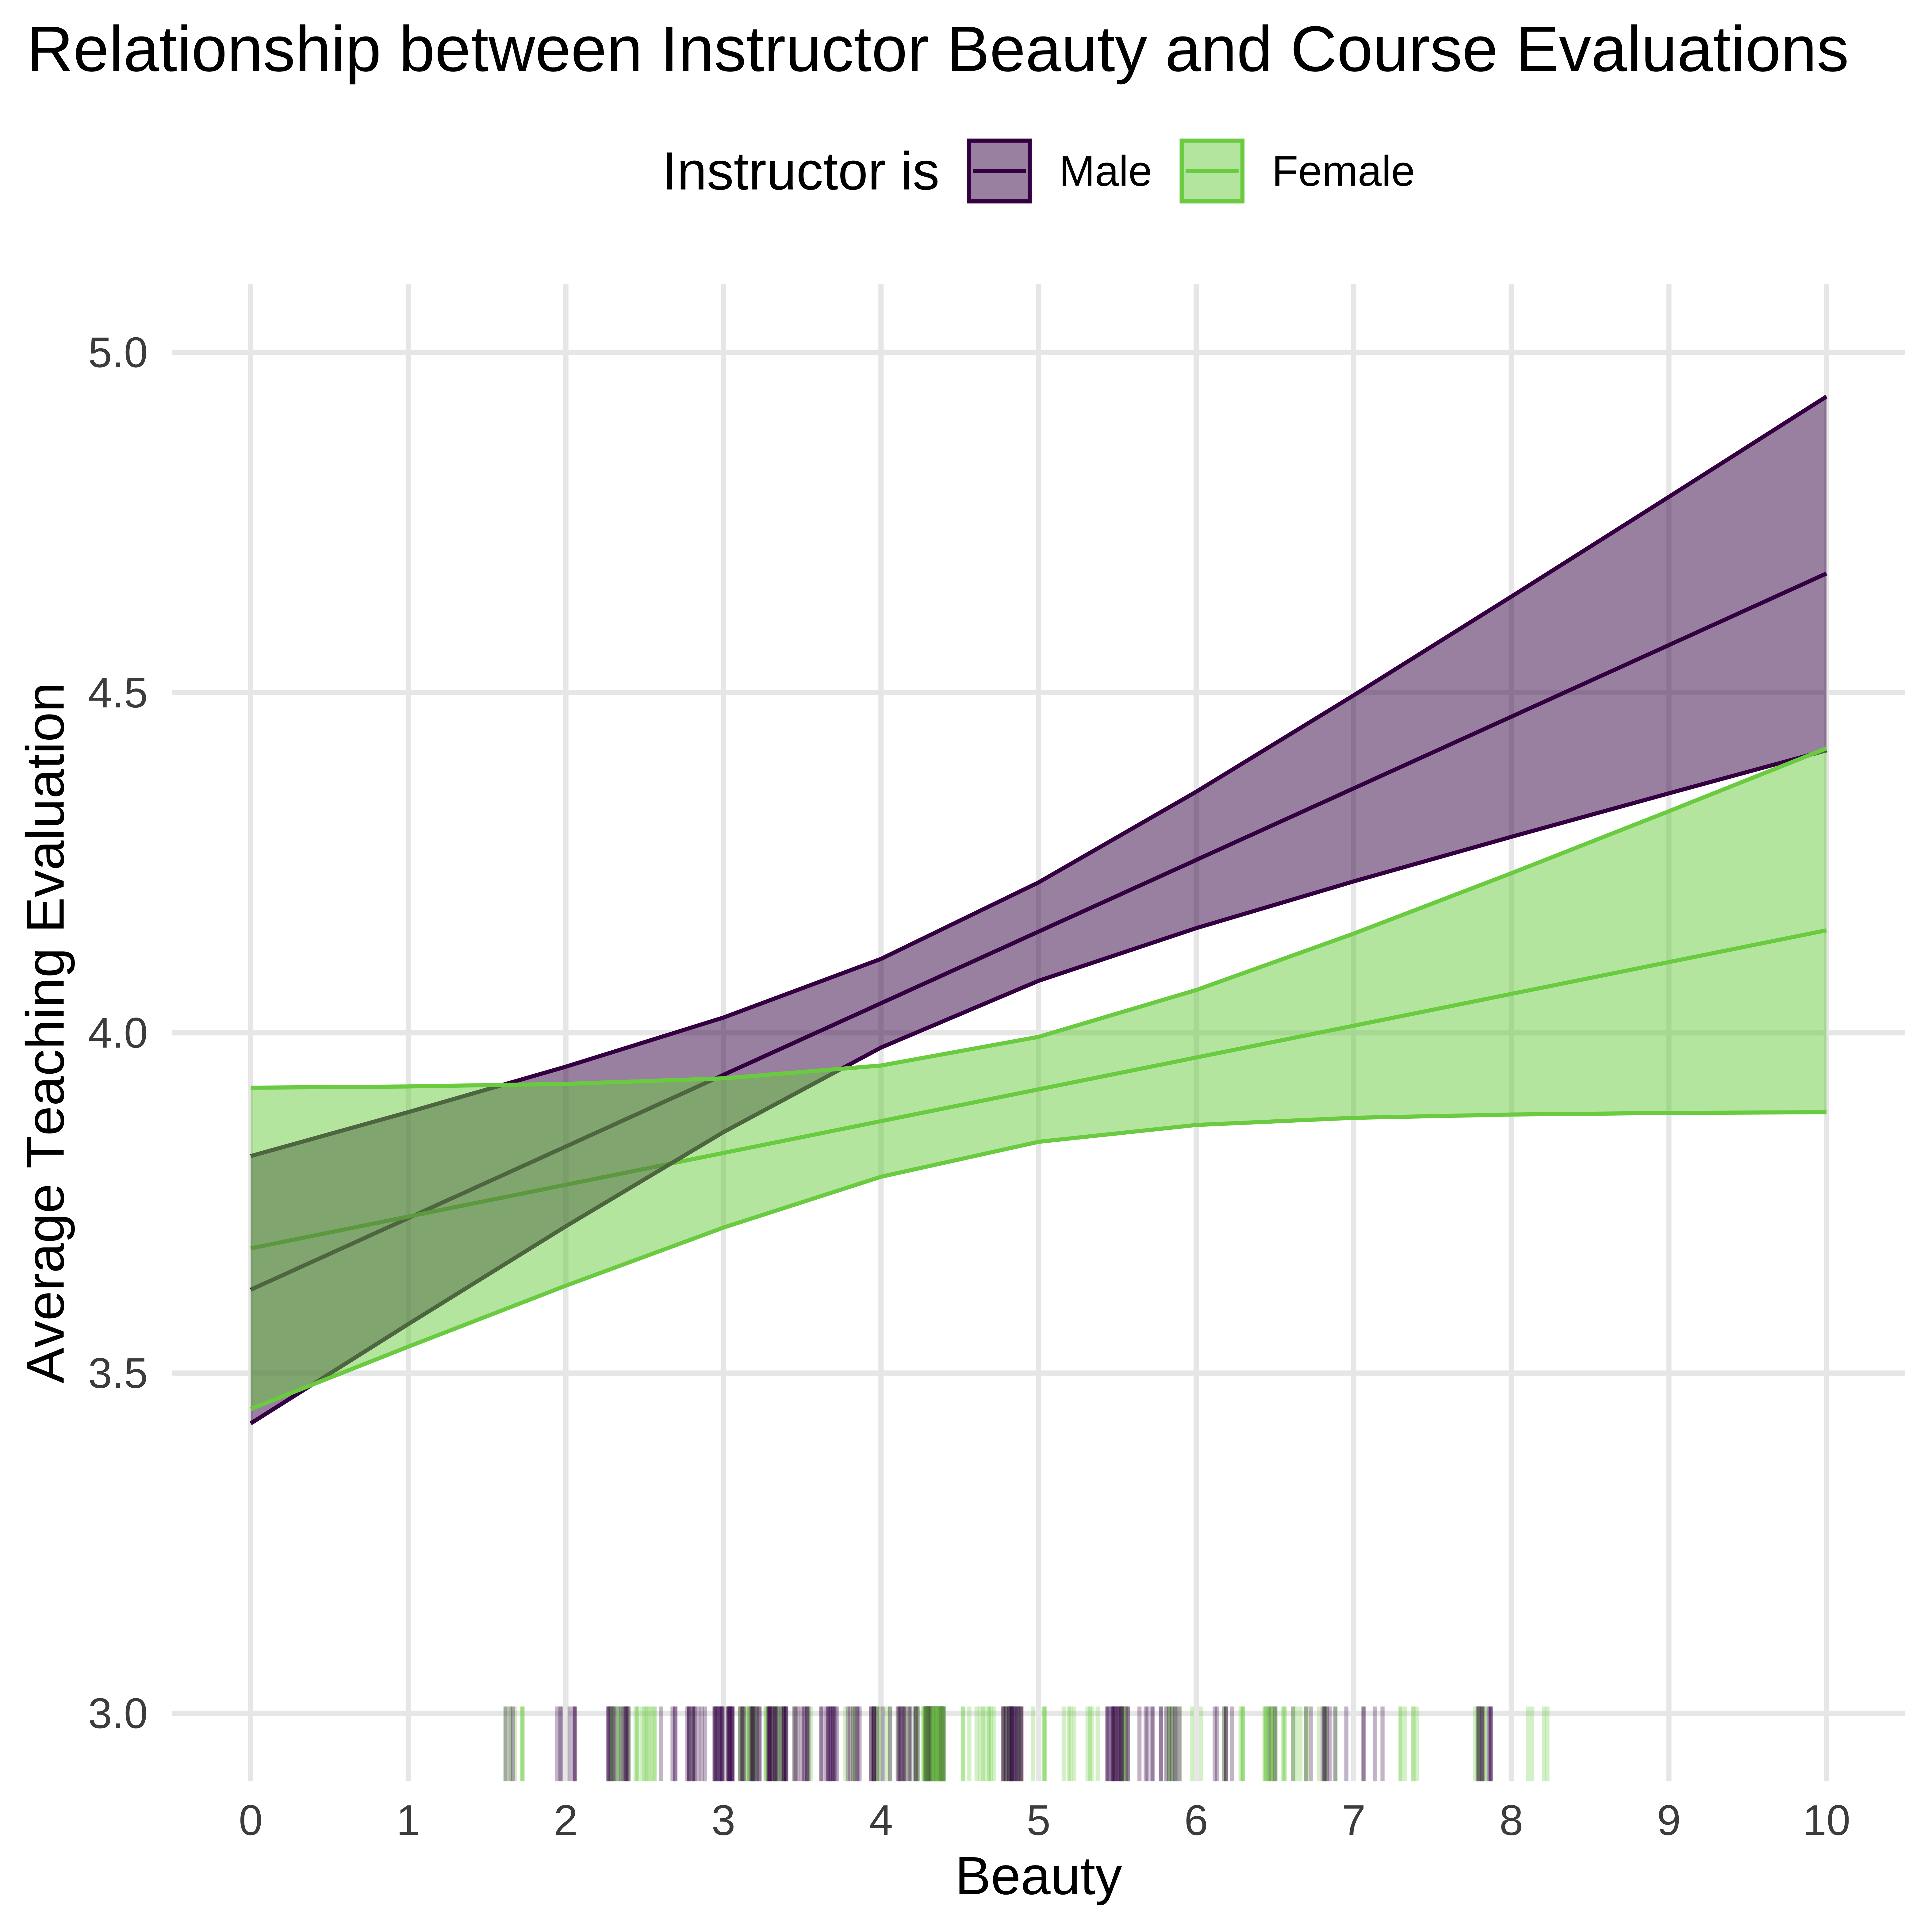 Relationship between Instructor Beauty and Course Evaluations
Instructor is Male Female
Average Teaching Evaluation
5.0
4.5
4.0
3.5
3.0
0 1 2 3 4 5 6 7 8 9 10
Beauty